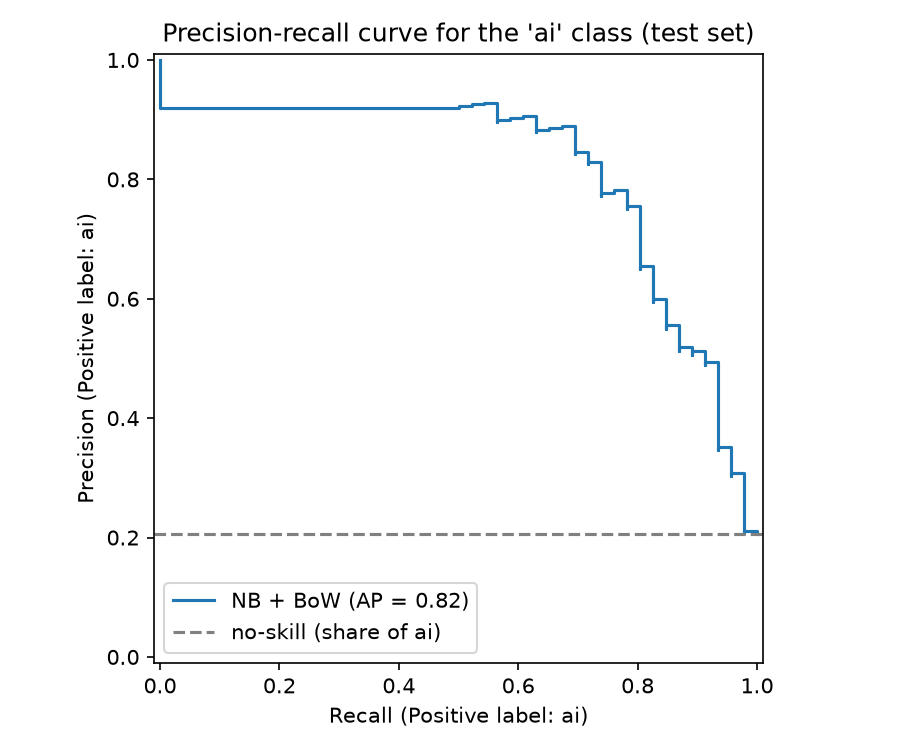 Precision-recall curve for the 'ai' class (test set)
Precision (Positive label: ai)
1.0
0.8
0.6
0.4
0.2
0.0
NB + BoW (AP = 0.82)
no-skill (share of ai)
0.0 0.2 0.4 0.6 0.8 1.0
Recall (Positive label: ai)